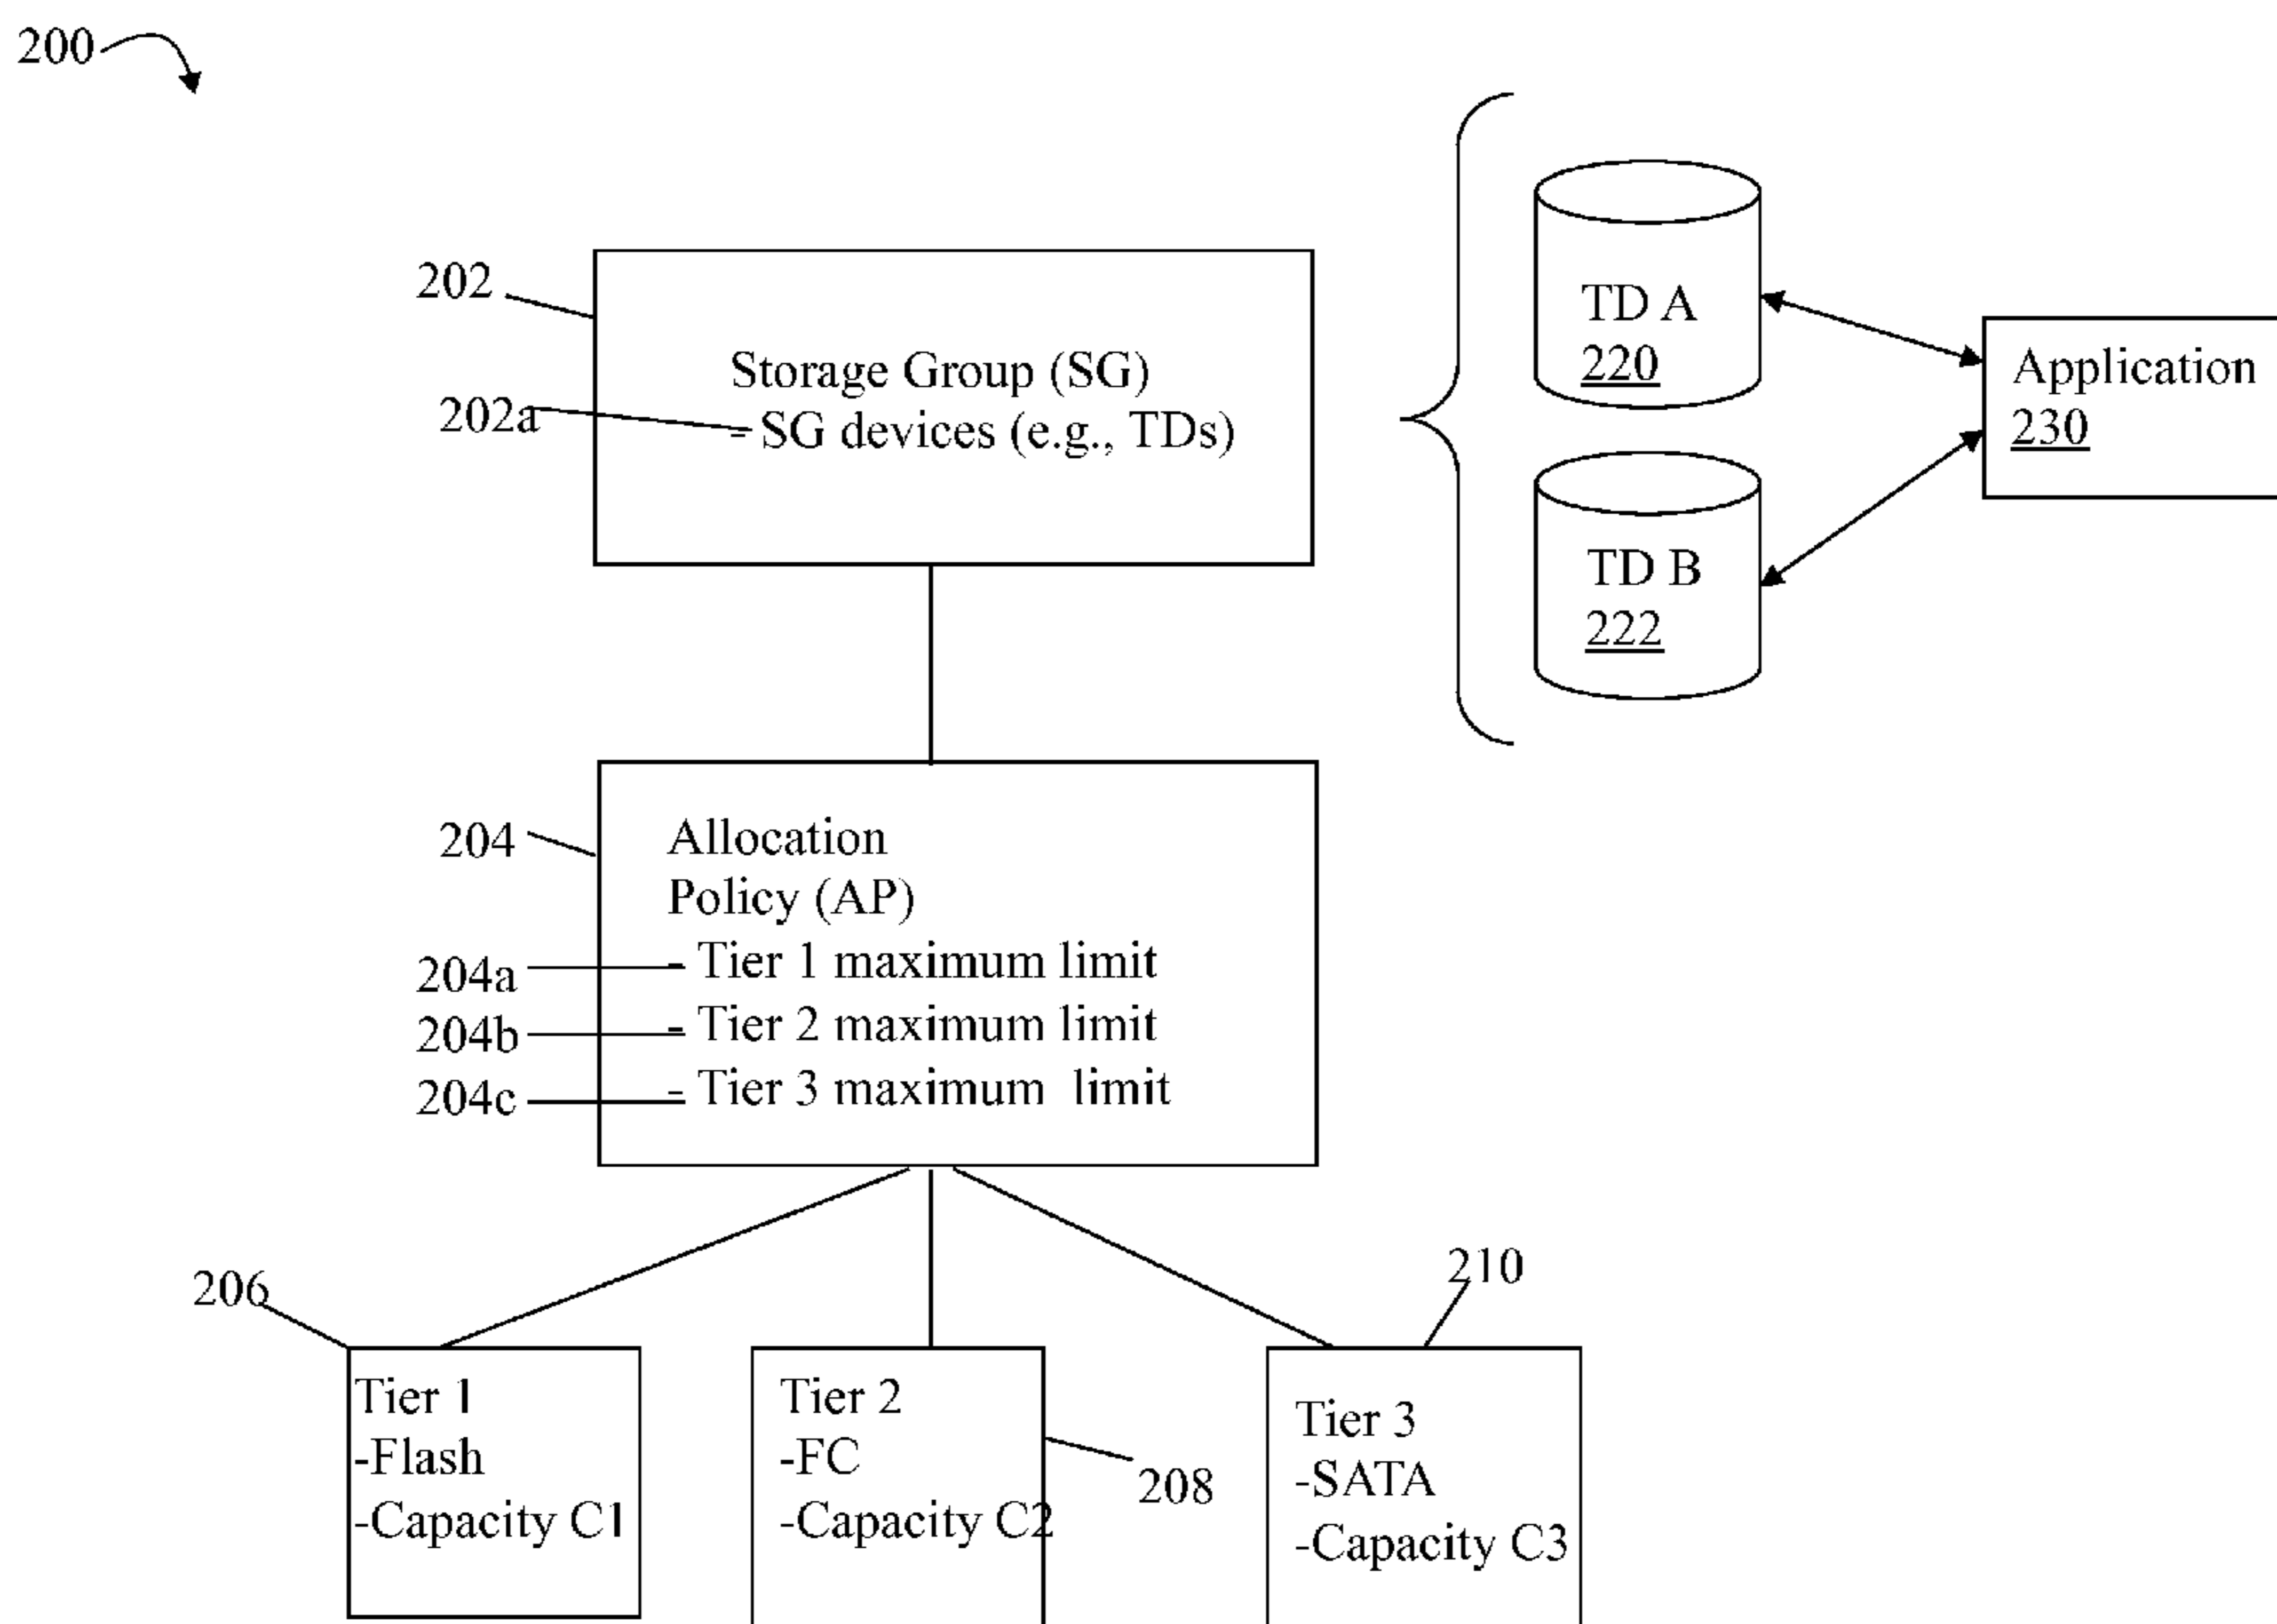 200
202
Storage Group (SG)
202a
- SG devices (e.g., TDs)
TD A
220
TD B
222
Application
230
204
Allocation
Policy (AP)
204a
- Tier 1 maximum limit
204b
- Tier 2 maximum limit
204c
- Tier 3 maximum limit
206
Tier 1
-Flash
-Capacity C1
Tier 2
-FC
-Capacity C2
208
210
Tier 3
-SATA
-Capacity C3